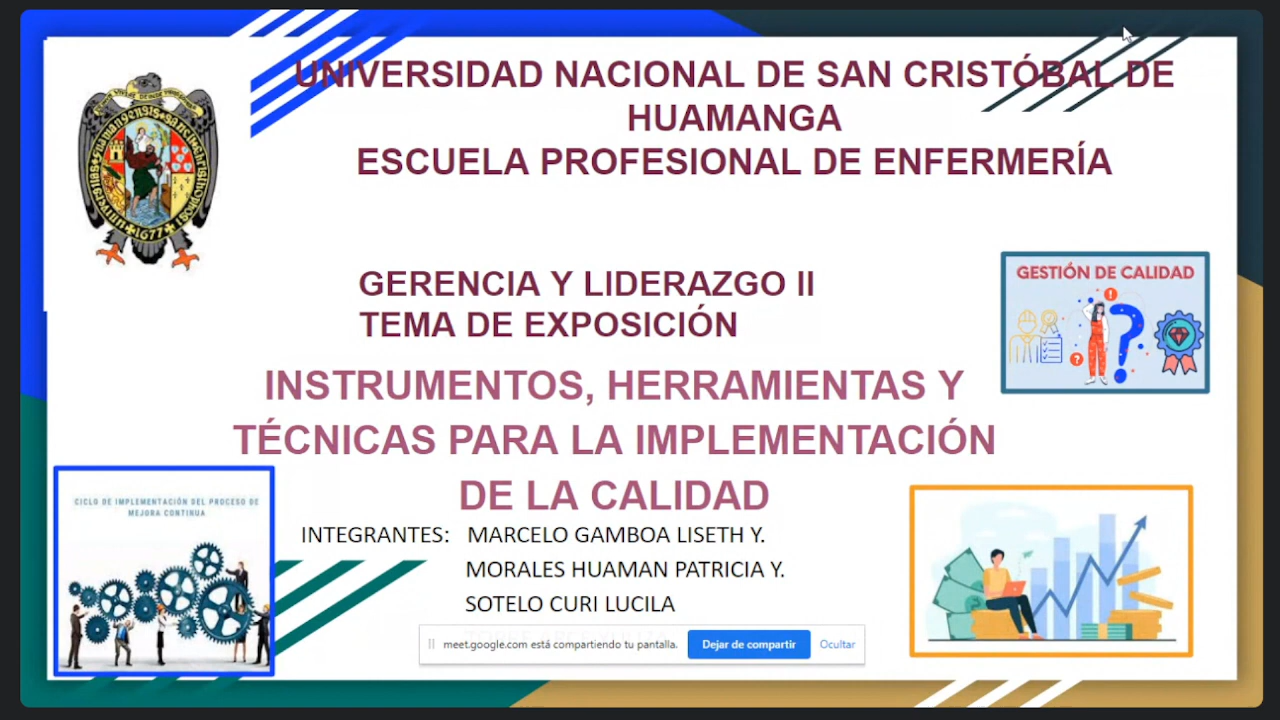 UNIVERSIDAD NACIONAL DE SAN CRISTÓBAL DE
HUAMANGA
ESCUELA PROFESIONAL DE ENFERMERÍA
1677
GERENCIA Y LIDERAZGO II
TEMA DE EXPOSICIÓN
GESTIÓN DE CALIDAD
INSTRUMENTOS, HERRAMIENTAS Y
TÉCNICAS PARA LA IMPLEMENTACIÓN
DE LA CALIDAD
CICLO DE IMPLEMENTACIÓN DEL PROCESO DE
MEJORA CONTINUA
INTEGRANTES: MARCELO GAMBOA LISETH Y.
MORALES HUAMAN PATRICIA Y.
SOTELO CURI LUCILA
meet.google.com está compartiendo tu pantalla. Dejar de compartir Ocultar